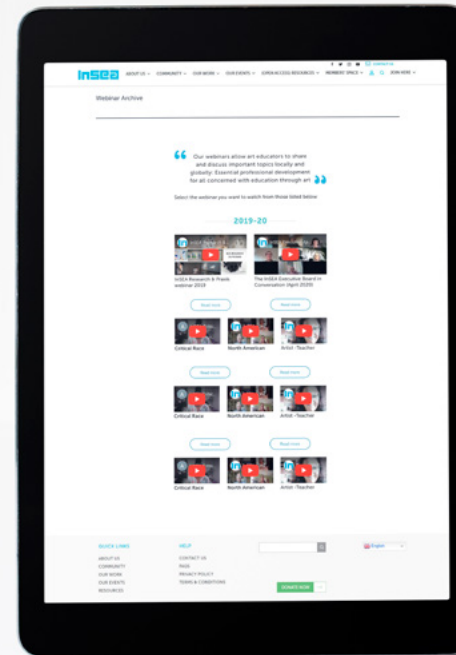 InSEA
ABOUT US COMMUNITY OUR WORK OUR EVENTS (OPEN ACCESS) RESOURCES MEMBERS' SPACE JOIN HERE
CONTACT US
Webinar Archive
“ Our webinars allow art educators to share
and discuss important topics locally and
globally: Essential professional development
for all concerned with education through art ”
Select the webinar you want to watch from those listed below
2019-20
InSEA Research & Praxis
webinar 2019
The InSEA Executive Board in
Conversation (April 2020)
Read more Read more
Critical Race North American Artist -Teacher
Read more Read more
Critical Race North American Artist -Teacher
Read more Read more
Critical Race North American Artist -Teacher
QUICK LINKS
ABOUT US
COMMUNITY
OUR WORK
OUR EVENTS
RESOURCES
HELP
CONTACT US
FAQS
PRIVACY POLICY
TERMS & CONDITIONS
DONATE NOW
English